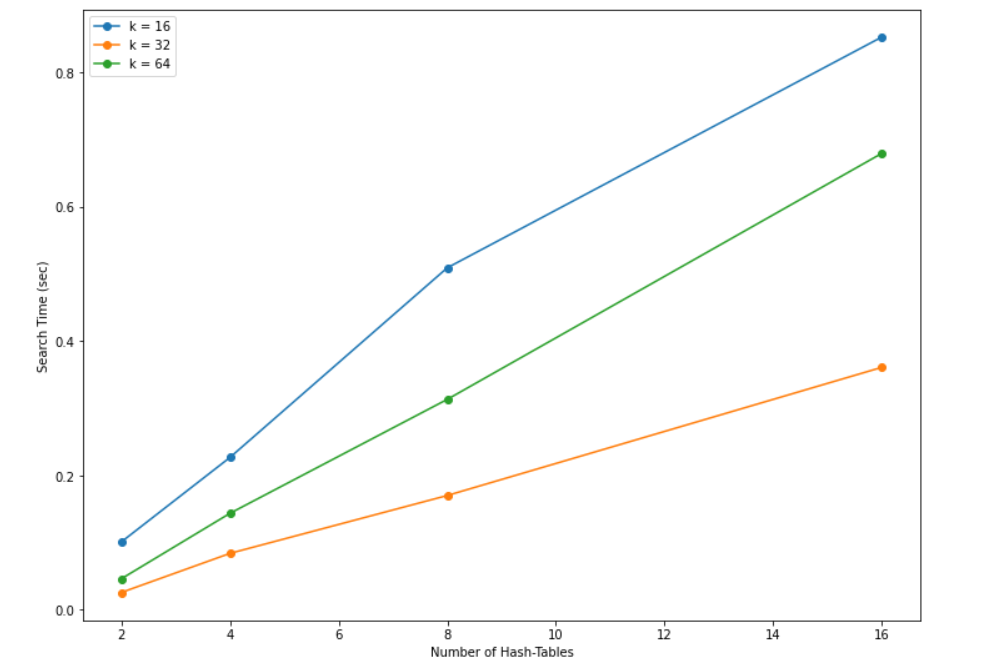 k = 16
k = 32
k = 64
0.8
0.6
0.4
0.2
0.0
Search Time (sec)
2 4 6 8 10 12 14 16
Number of Hash-Tables